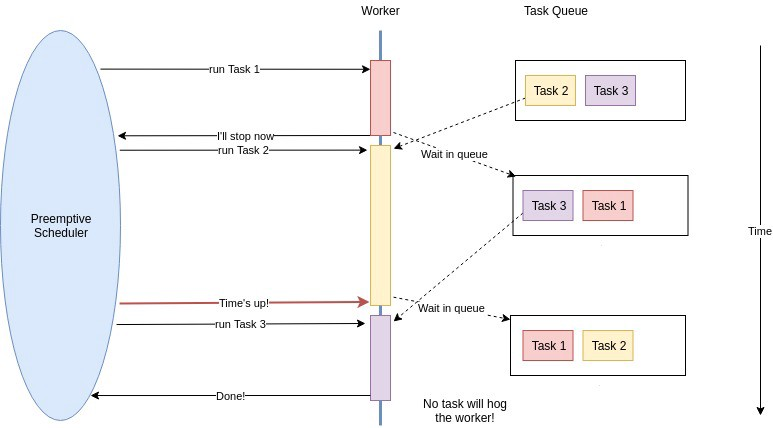 Worker
Task Queue
run Task 1
Task 2
Task 3
I'll stop now
run Task 2
Wait in queue
Preemptive
Scheduler
Task 3
Task 1
Time
Time's up!
Wait in queue
run Task 3
Task 1
Task 2
Done!
No task will hog
the worker!